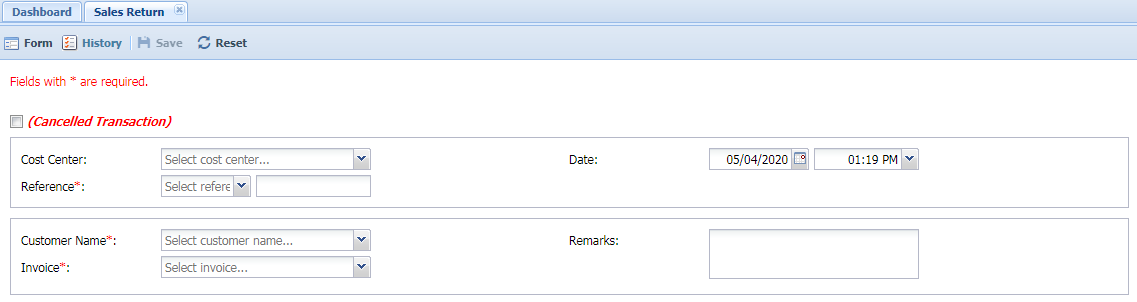 Dashboard Sales Return
Form History Save Reset
Fields with * are required.
(Cancelled Transaction)
Cost Center: Select cost center... Date: 05/04/2020 01:19 PM
Reference*: Select refere
Customer Name*: Select customer name... Remarks:
Invoice*: Select invoice...